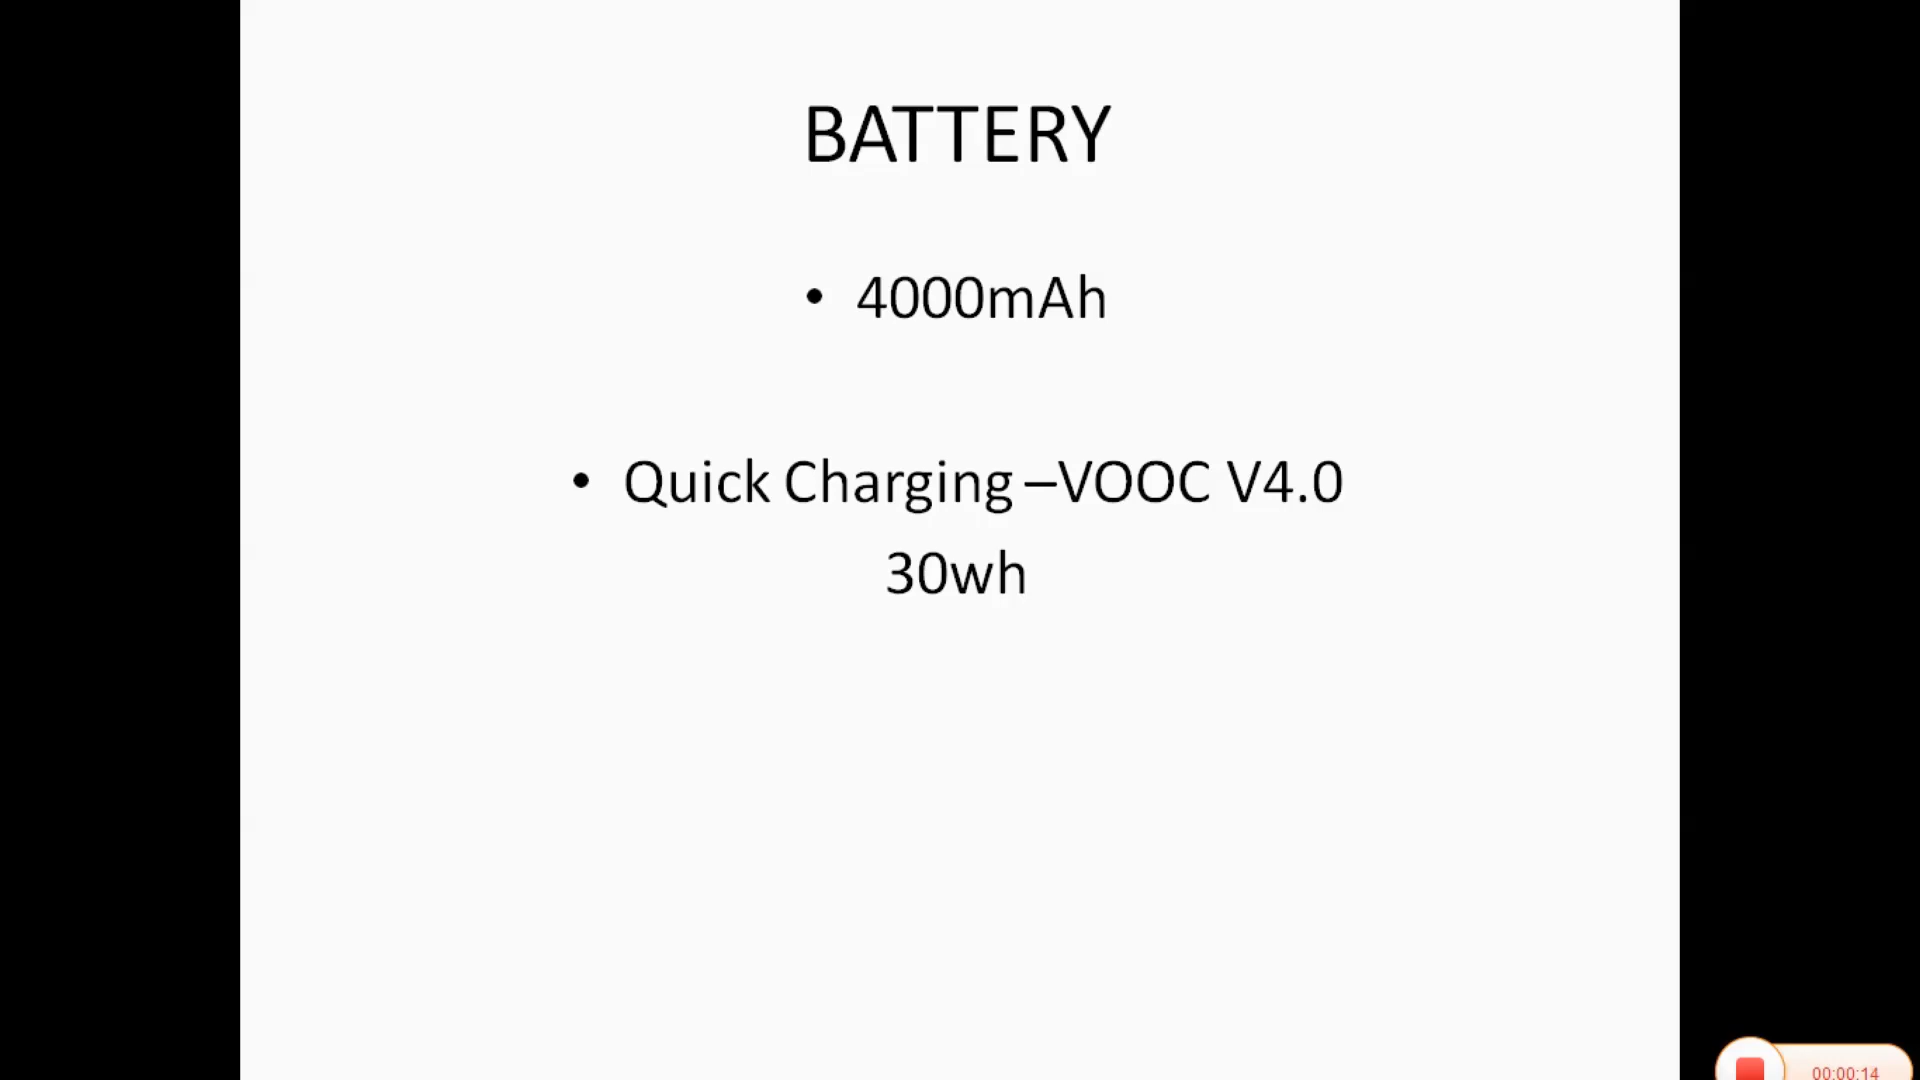 BATTERY
• 4000mAh
• Quick Charging –VOOC V4.0
30wh
00:00:14